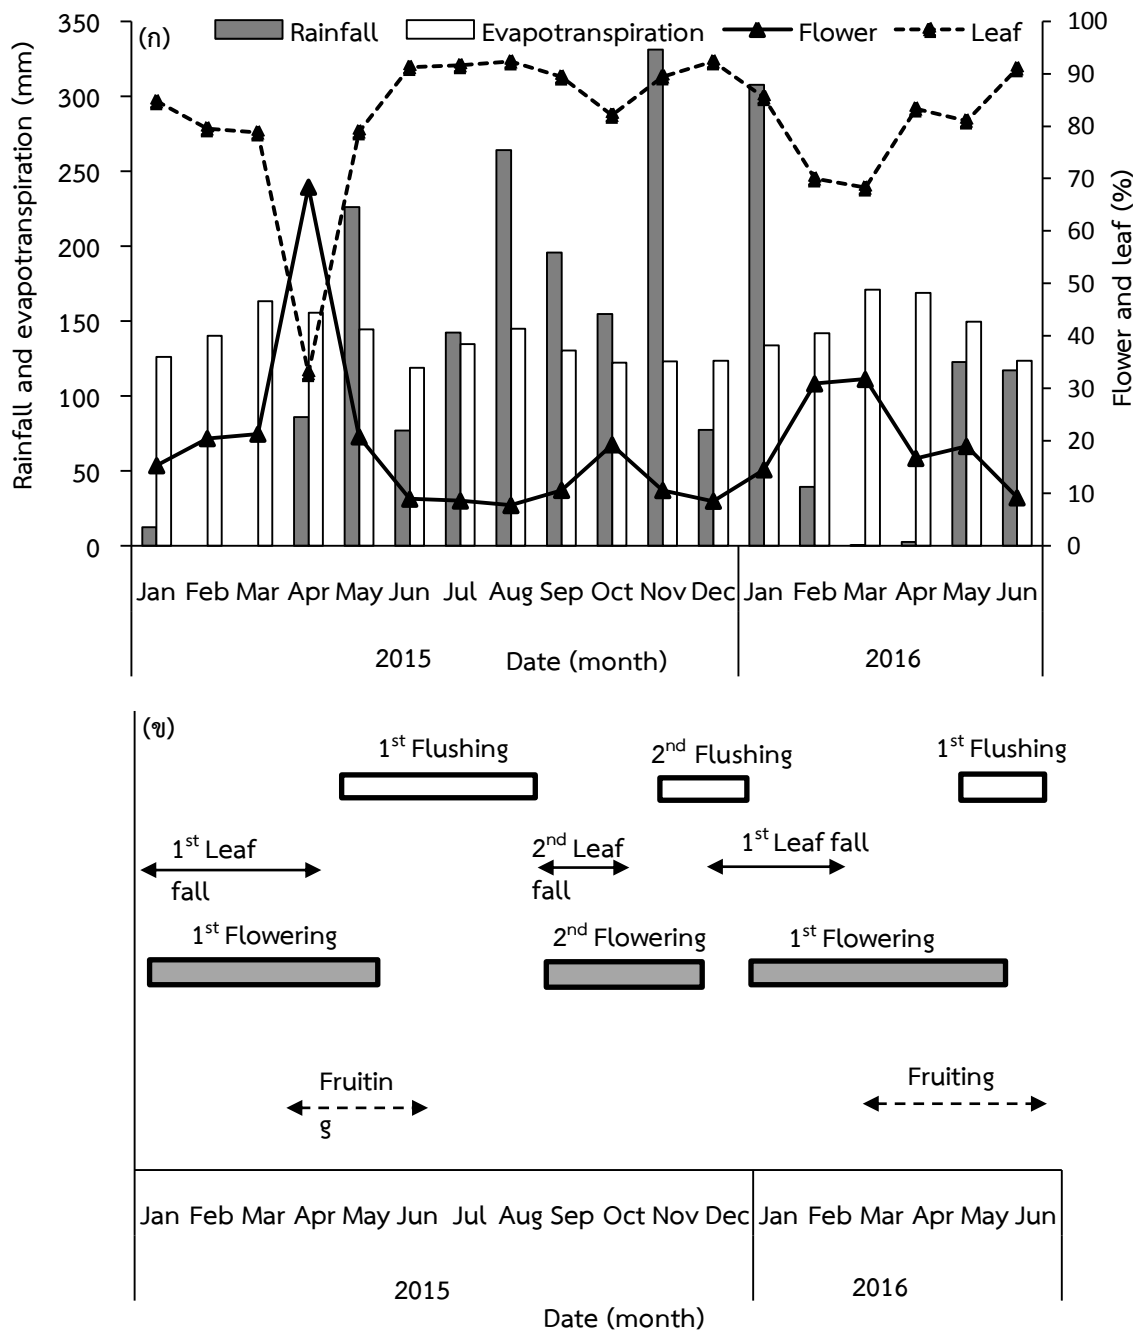 (ก) Rainfall Evapotranspiration Flower Leaf
Rainfall and evapotranspiration (mm)
350
300
250
200
150
100
50
0
Flower and leaf (%)
100
90
80
70
60
50
40
30
20
10
0
Jan Feb Mar Apr May Jun Jul Aug Sep Oct Nov Dec Jan Feb Mar Apr May Jun
2015 2016
Date (month)
(ข)
1st Flushing 2nd Flushing 1st Flushing
1st Leaf
fall
2nd Leaf
fall
1st Leaf fall
1st Flowering 2nd Flowering 1st Flowering
Fruitin
g
Fruiting
Jan Feb Mar Apr May Jun Jul Aug Sep Oct Nov Dec Jan Feb Mar Apr May Jun
2015 2016
Date (month)